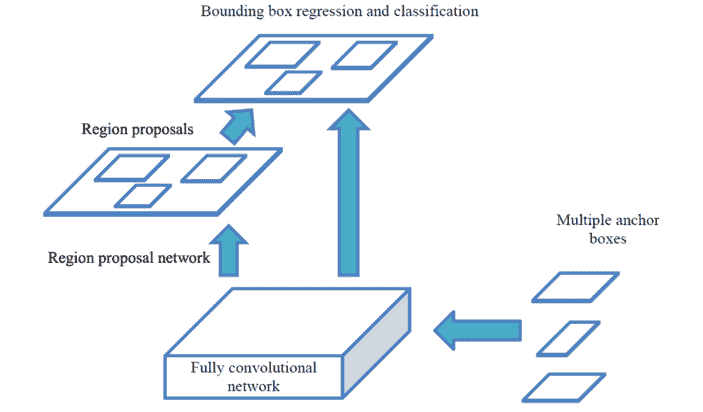 Bounding box regression and classification
Region proposals
Multiple anchor
boxes
Region proposal network
Fully convolutional
network